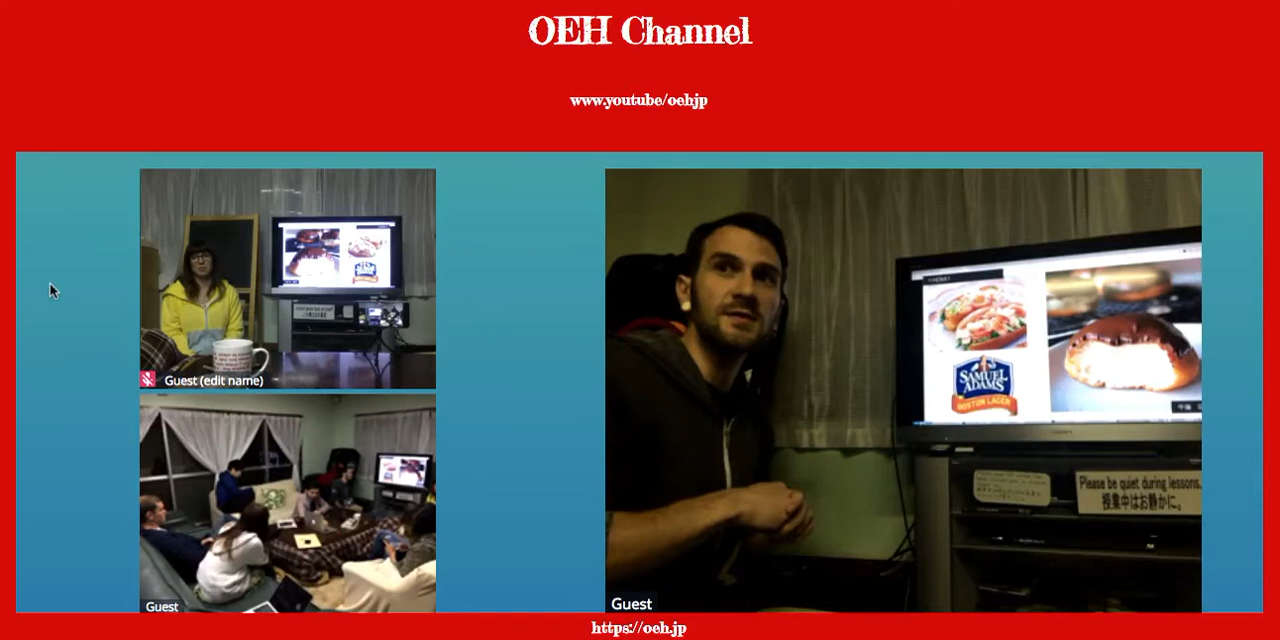 OEH Channel
www.youtube/oehjp
Guest (edit name)
Guest
SAMUEL
ADAMS
BOSTON LAGER
Please be quiet during lessons.
授業中はお静かに。
Guest
https://oeh.jp